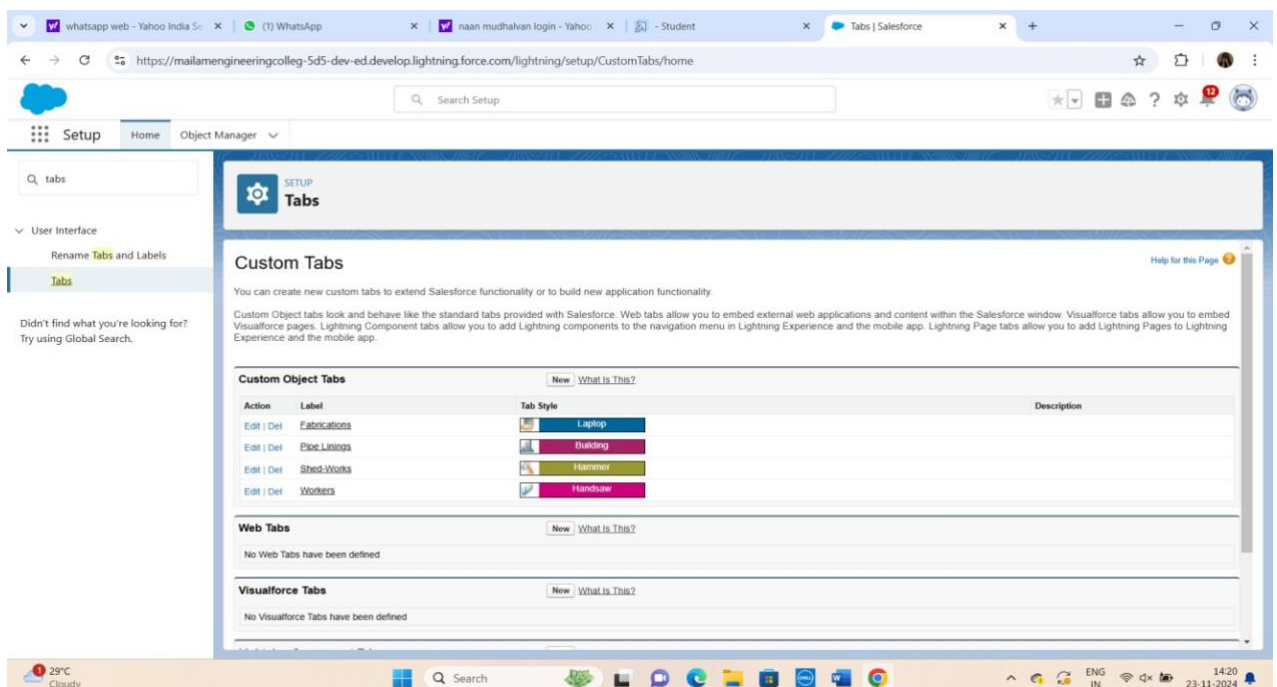 whatsapp web - Yahoo India Se
(1) WhatsApp
naan mudhalvan login - Yahoo
- Student
Tabs | Salesforce
https://mailamengineeringcolleg-5d5-dev-ed.develop.lightning.force.com/lightning/setup/CustomTabs/home
Search Setup
12
Setup
Home
Object Manager
tabs
User Interface
Rename Tabs and Labels
Tabs
Didn't find what you're looking for?
Try using Global Search.
SETUP
Tabs
Custom Tabs
Help for this Page
You can create new custom tabs to extend Salesforce functionality or to build new application functionality.
Custom Object tabs look and behave like the standard tabs provided with Salesforce. Web tabs allow you to embed external web applications and content within the Salesforce window. Visualforce tabs allow you to embed
Visualforce pages. Lightning Component tabs allow you to add Lightning components to the navigation menu in Lightning Experience and the mobile app. Lightning Page tabs allow you to add Lightning Pages to Lightning
Experience and the mobile app.
Custom Object Tabs New What Is This?
Action Label Tab Style Description
Edit | Del Fabrications Laptop
Edit | Del Pipe Linings Building
Edit | Del Shed-Works Hammer
Edit | Del Workers Handsaw
Web Tabs New What Is This?
No Web Tabs have been defined
Visualforce Tabs New What Is This?
No Visualforce Tabs have been defined
1
29°C
Cloudy
Search
ENG
IN
14:20
23-11-2024